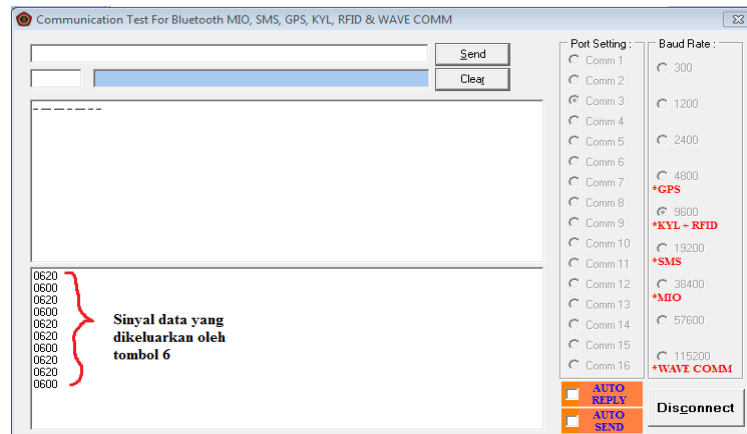 Communication Test For Bluetooth MIO, SMS, GPS, KYL, RFID & WAVE COMM
Send
Clear
0620
0600
0620
0600
0620
0620
0600
0620
0620
0600
Sinyal data yang
dikeluarkan oleh
tombol 6
Port Setting :
Comm 1
Comm 2
Comm 3
Comm 4
Comm 5
Comm 6
Comm 7
Comm 8
Comm 9
Comm 10
Comm 11
Comm 12
Comm 13
Comm 14
Comm 15
Comm 16
Baud Rate :
300
1200
2400
4800
*GPS
9600
*KYL + RFID
19200
*SMS
38400
*MIO
57600
115200
*WAVE COMM
AUTO
REPLY
AUTO
SEND
Disconnect